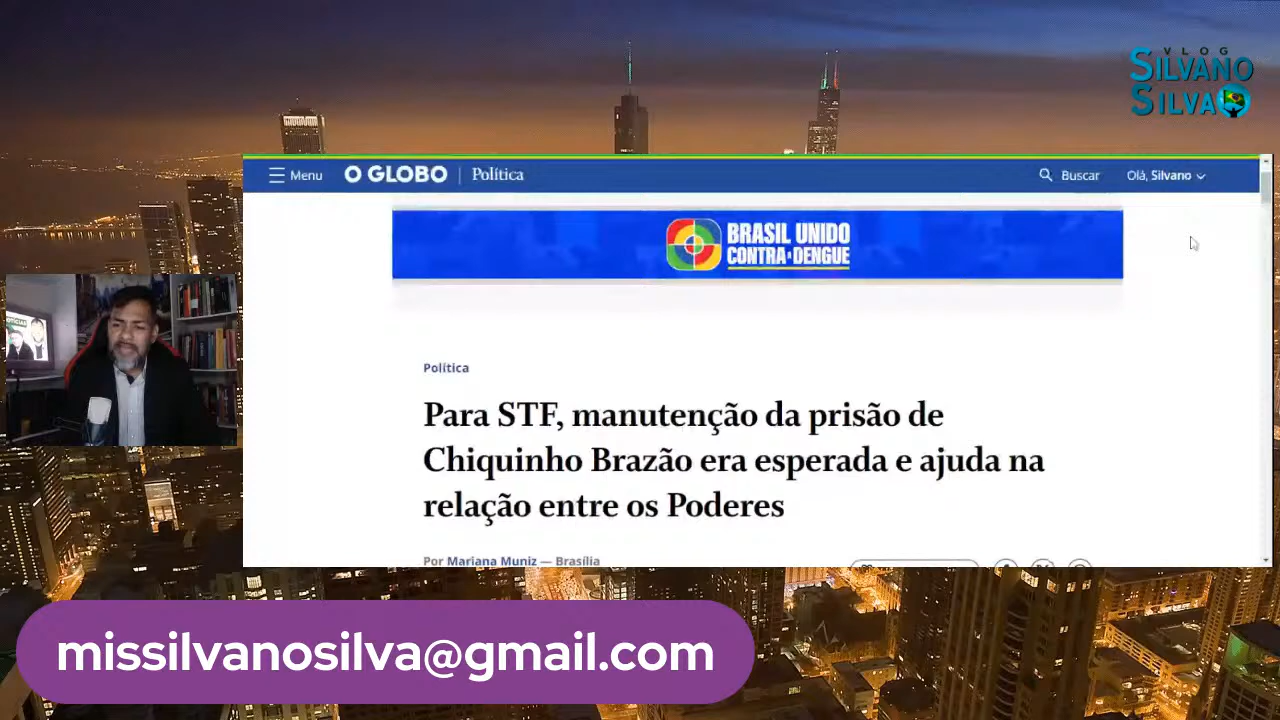 VLOG
SILVANO
SILVA
Menu
O GLOBO
Política
Buscar
Olá, Silvano
BRASIL UNIDO
CONTRA A DENGUE
Política
Para STF, manutenção da prisão de
Chiquinho Brazão era esperada e ajuda na
relação entre os Poderes
Por Mariana Muniz — Brasília
missilvanosilva@gmail.com